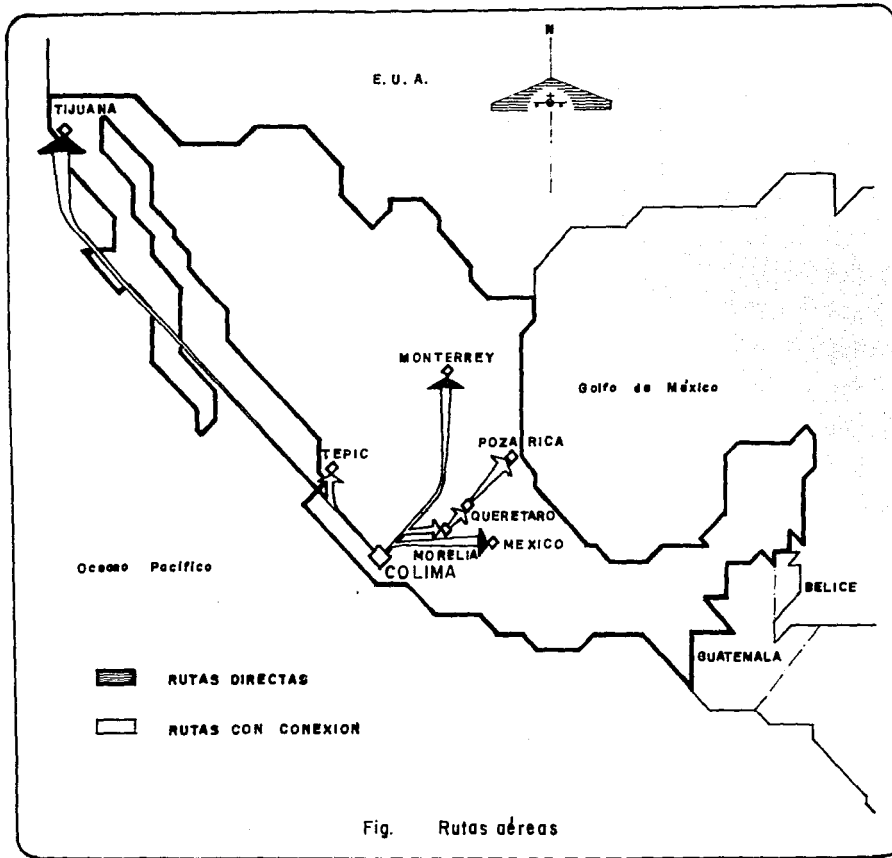 N
E. U. A.
TIJUANA
MONTERREY
Golfo de México
POZA RICA
TEPIC
QUERETARO
MORELIA
MEXICO
COLIMA
Oceano Pacífico
BELICE
GUATEMALA
RUTAS DIRECTAS
RUTAS CON CONEXION
Fig. Rutas aéreas